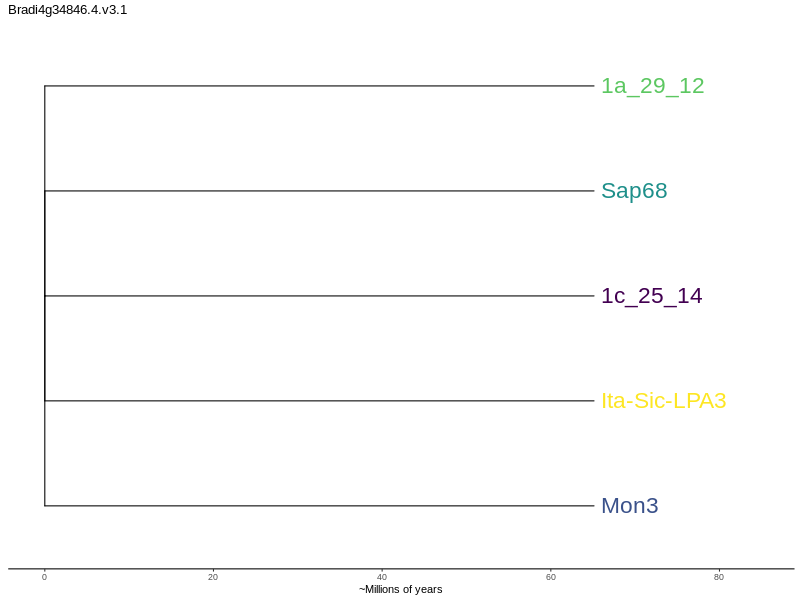 Bradi4g34846.4.v3.1
1a_29_12
Sap68
1c_25_14
Ita-Sic-LPA3
Mon3
0 20 40 60 80
~Millions of years